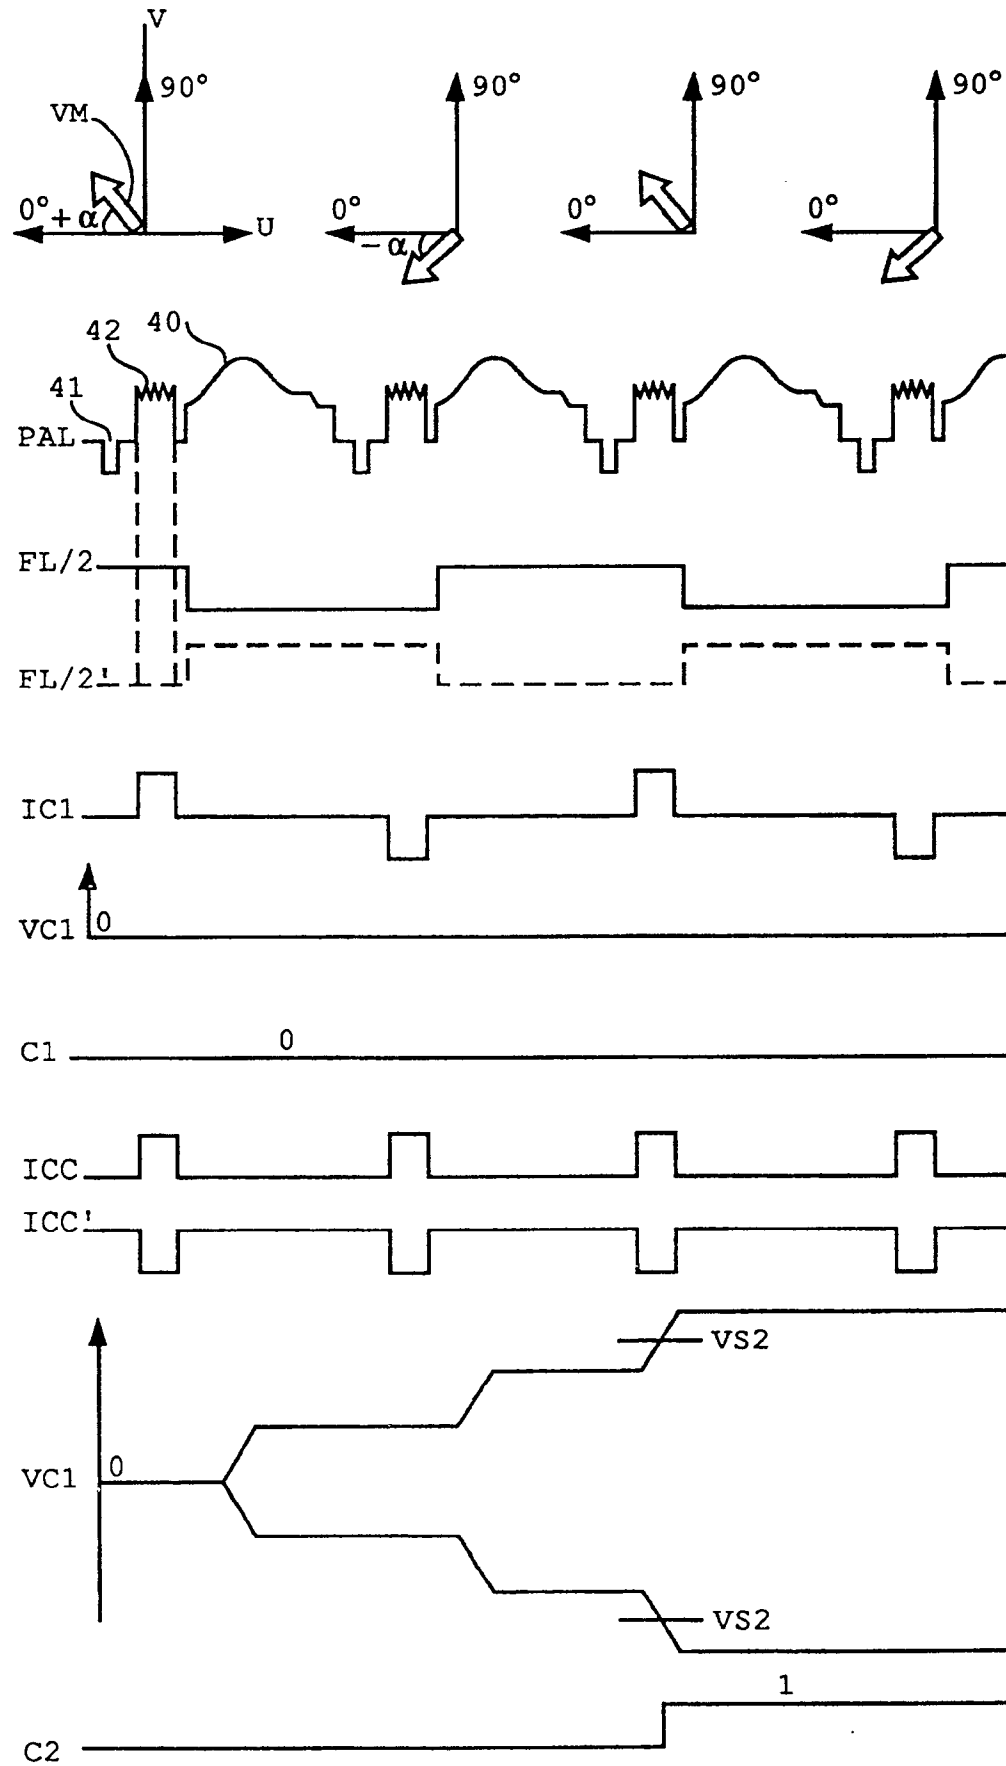 V
90° 90° 90° 90°
VM
0° +α U 0° -α 0° 0°
42 40
41
PAL
FL/2
FL/2'
IC1
VC1 0
C1 0
ICC
ICC'
VS2
VC1 0
VS2
1
C2